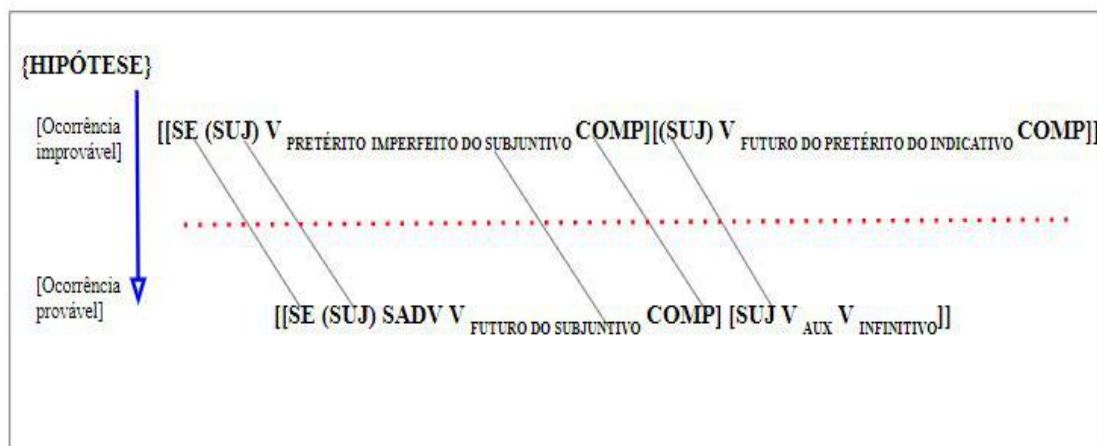 {HIPÓTESE}
[Ocorrência improvável]
[[SE (SUJ) V PRETÉRITO IMPERFEITO DO SUBJUNTIVO COMP][(SUJ) V FUTURO DO PRETÉRITO DO INDICATIVO COMP]]
[Ocorrência provável]
[[SE (SUJ) SADV V FUTURO DO SUBJUNTIVO COMP] [SUJ V AUX V INFINITIVO]]